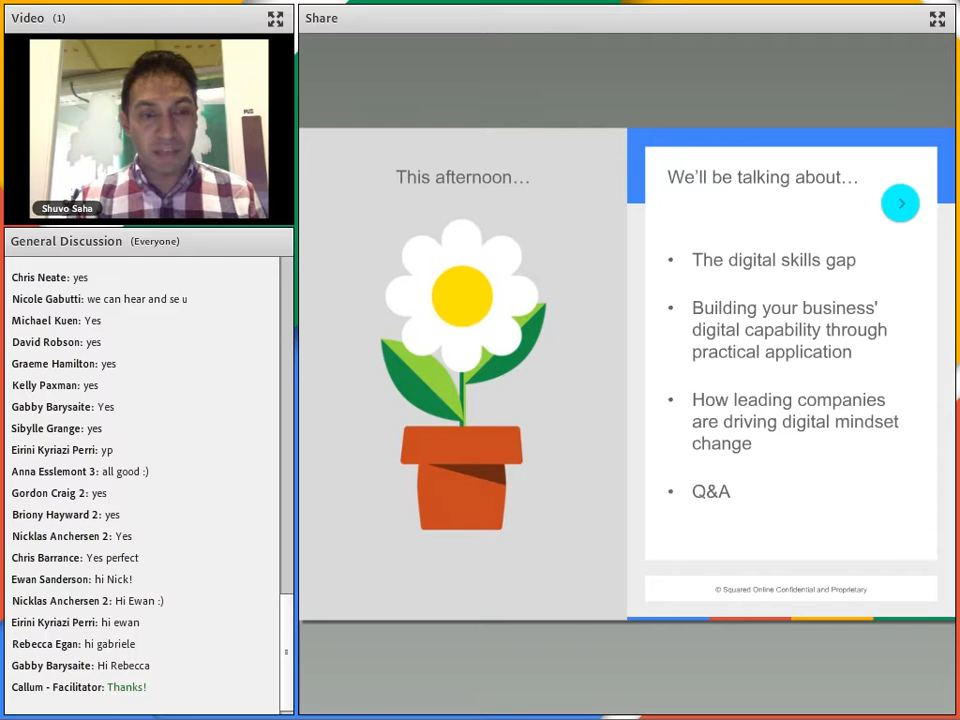 Video (1)
Shuvo Saha
General Discussion (Everyone)
Chris Neate: yes
Nicole Gabutti: we can hear and se u
Michael Kuen: Yes
David Robson: yes
Graeme Hamilton: yes
Kelly Paxman: yes
Gabby Barysaite: Yes
Sibylle Grange: yes
Eirini Kyriazi Perri: yp
Anna Esslemont 3: all good :)
Gordon Craig 2: yes
Briony Hayward 2: yes
Nicklas Anchersen 2: Yes
Chris Barrance: Yes perfect
Ewan Sanderson: hi Nick!
Nicklas Anchersen 2: Hi Ewan :)
Eirini Kyriazi Perri: hi ewan
Rebecca Egan: hi gabriele
Gabby Barysaite: Hi Rebecca
Callum - Facilitator: Thanks!
Share
This afternoon…
We'll be talking about…
• The digital skills gap
• Building your business'
digital capability through
practical application
• How leading companies
are driving digital mindset
change
• Q&A
© Squared Online Confidential and Proprietary